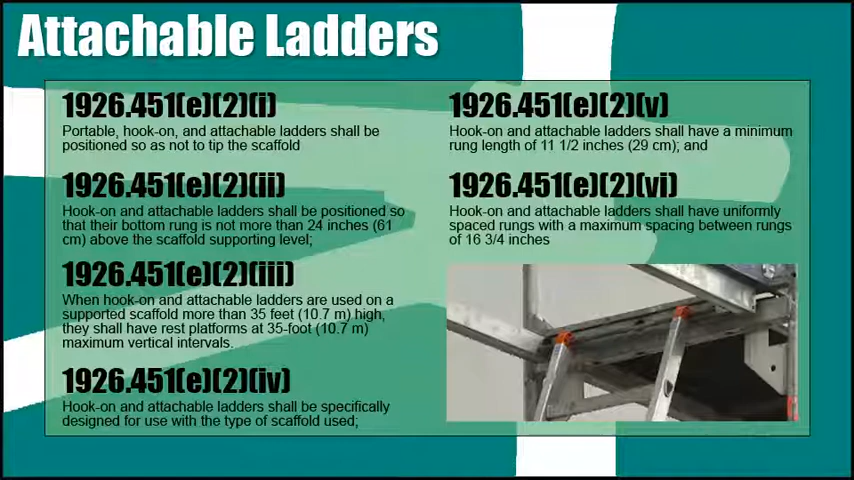 Attachable Ladders
1926.451(e)(2)(i)
Portable, hook-on, and attachable ladders shall be
positioned so as not to tip the scaffold
1926.451(e)(2)(ii)
Hook-on and attachable ladders shall be positioned so
that their bottom rung is not more than 24 inches (61
cm) above the scaffold supporting level;
1926.451(e)(2)(iii)
When hook-on and attachable ladders are used on a
supported scaffold more than 35 feet (10.7 m) high,
they shall have rest platforms at 35-foot (10.7 m)
maximum vertical intervals.
1926.451(e)(2)(iv)
Hook-on and attachable ladders shall be specifically
designed for use with the type of scaffold used;
1926.451(e)(2)(v)
Hook-on and attachable ladders shall have a minimum
rung length of 11 1/2 inches (29 cm); and
1926.451(e)(2)(vi)
Hook-on and attachable ladders shall have uniformly
spaced rungs with a maximum spacing between rungs
of 16 3/4 inches